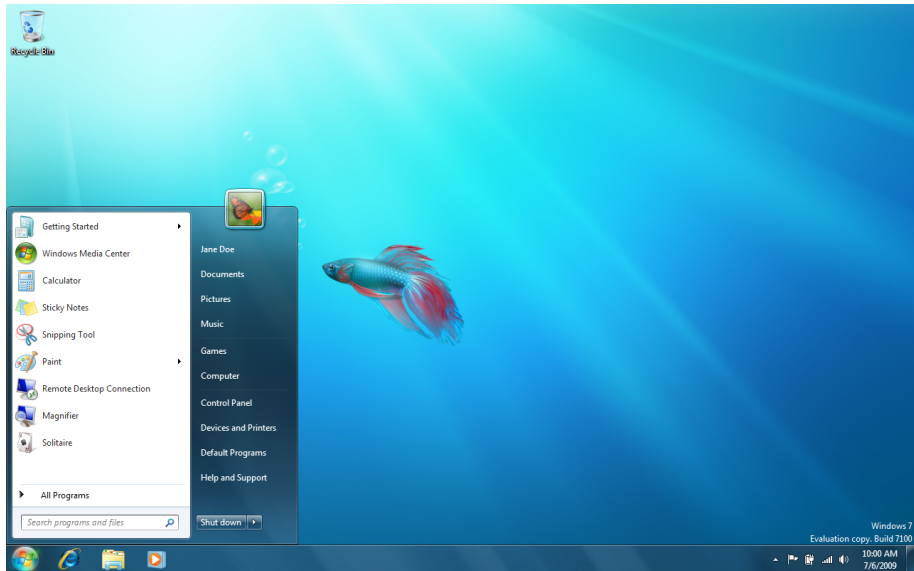 Recycle Bin
Getting Started
Windows Media Center
Calculator
Sticky Notes
Snipping Tool
Paint
Remote Desktop Connection
Magnifier
Solitaire
All Programs
Search programs and files
Jane Doe
Documents
Pictures
Music
Games
Computer
Control Panel
Devices and Printers
Default Programs
Help and Support
Shut down
Windows 7
Evaluation copy. Build 7100
10:00 AM
7/6/2009